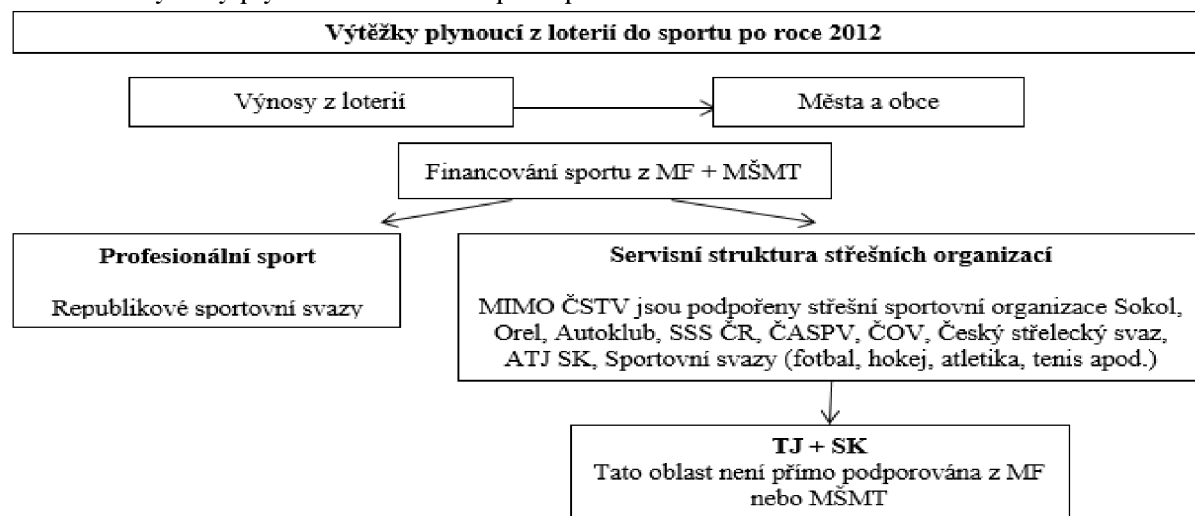 Výtěžky plynoucí z loterií do sportu po roce 2012
Výnosy z loterií
Města a obce
Financování sportu z MF + MŠMT
Profesionální sport
Republikové sportovní svazy
Servisní struktura střešních organizací
MIMO ČSTV jsou podpořeny střešní sportovní organizace Sokol,
Orel, Autoklub, SSS ČR, ČASPV, ČOV, Český střelecký svaz,
ATJ SK, Sportovní svazy (fotbal, hokej, atletika, tenis apod.)
TJ + SK
Tato oblast není přímo podporována z MF
nebo MŠMT